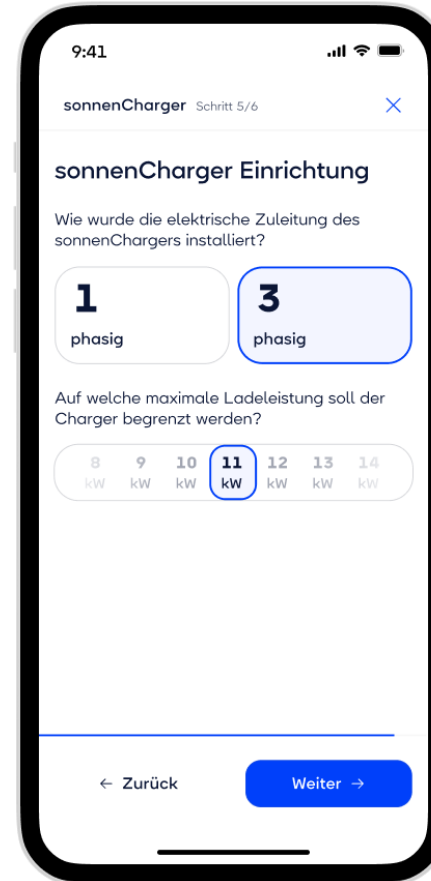 9:41
sonnenCharger Schritt 5/6
sonnenCharger Einrichtung
Wie wurde die elektrische Zuleitung des
sonnenChargers installiert?
1 3
phasig phasig
Auf welche maximale Ladeleistung soll der
Charger begrenzt werden?
8 9 10 11 12 13 14
kW kW kW kW kW kW kW
← Zurück Weiter →